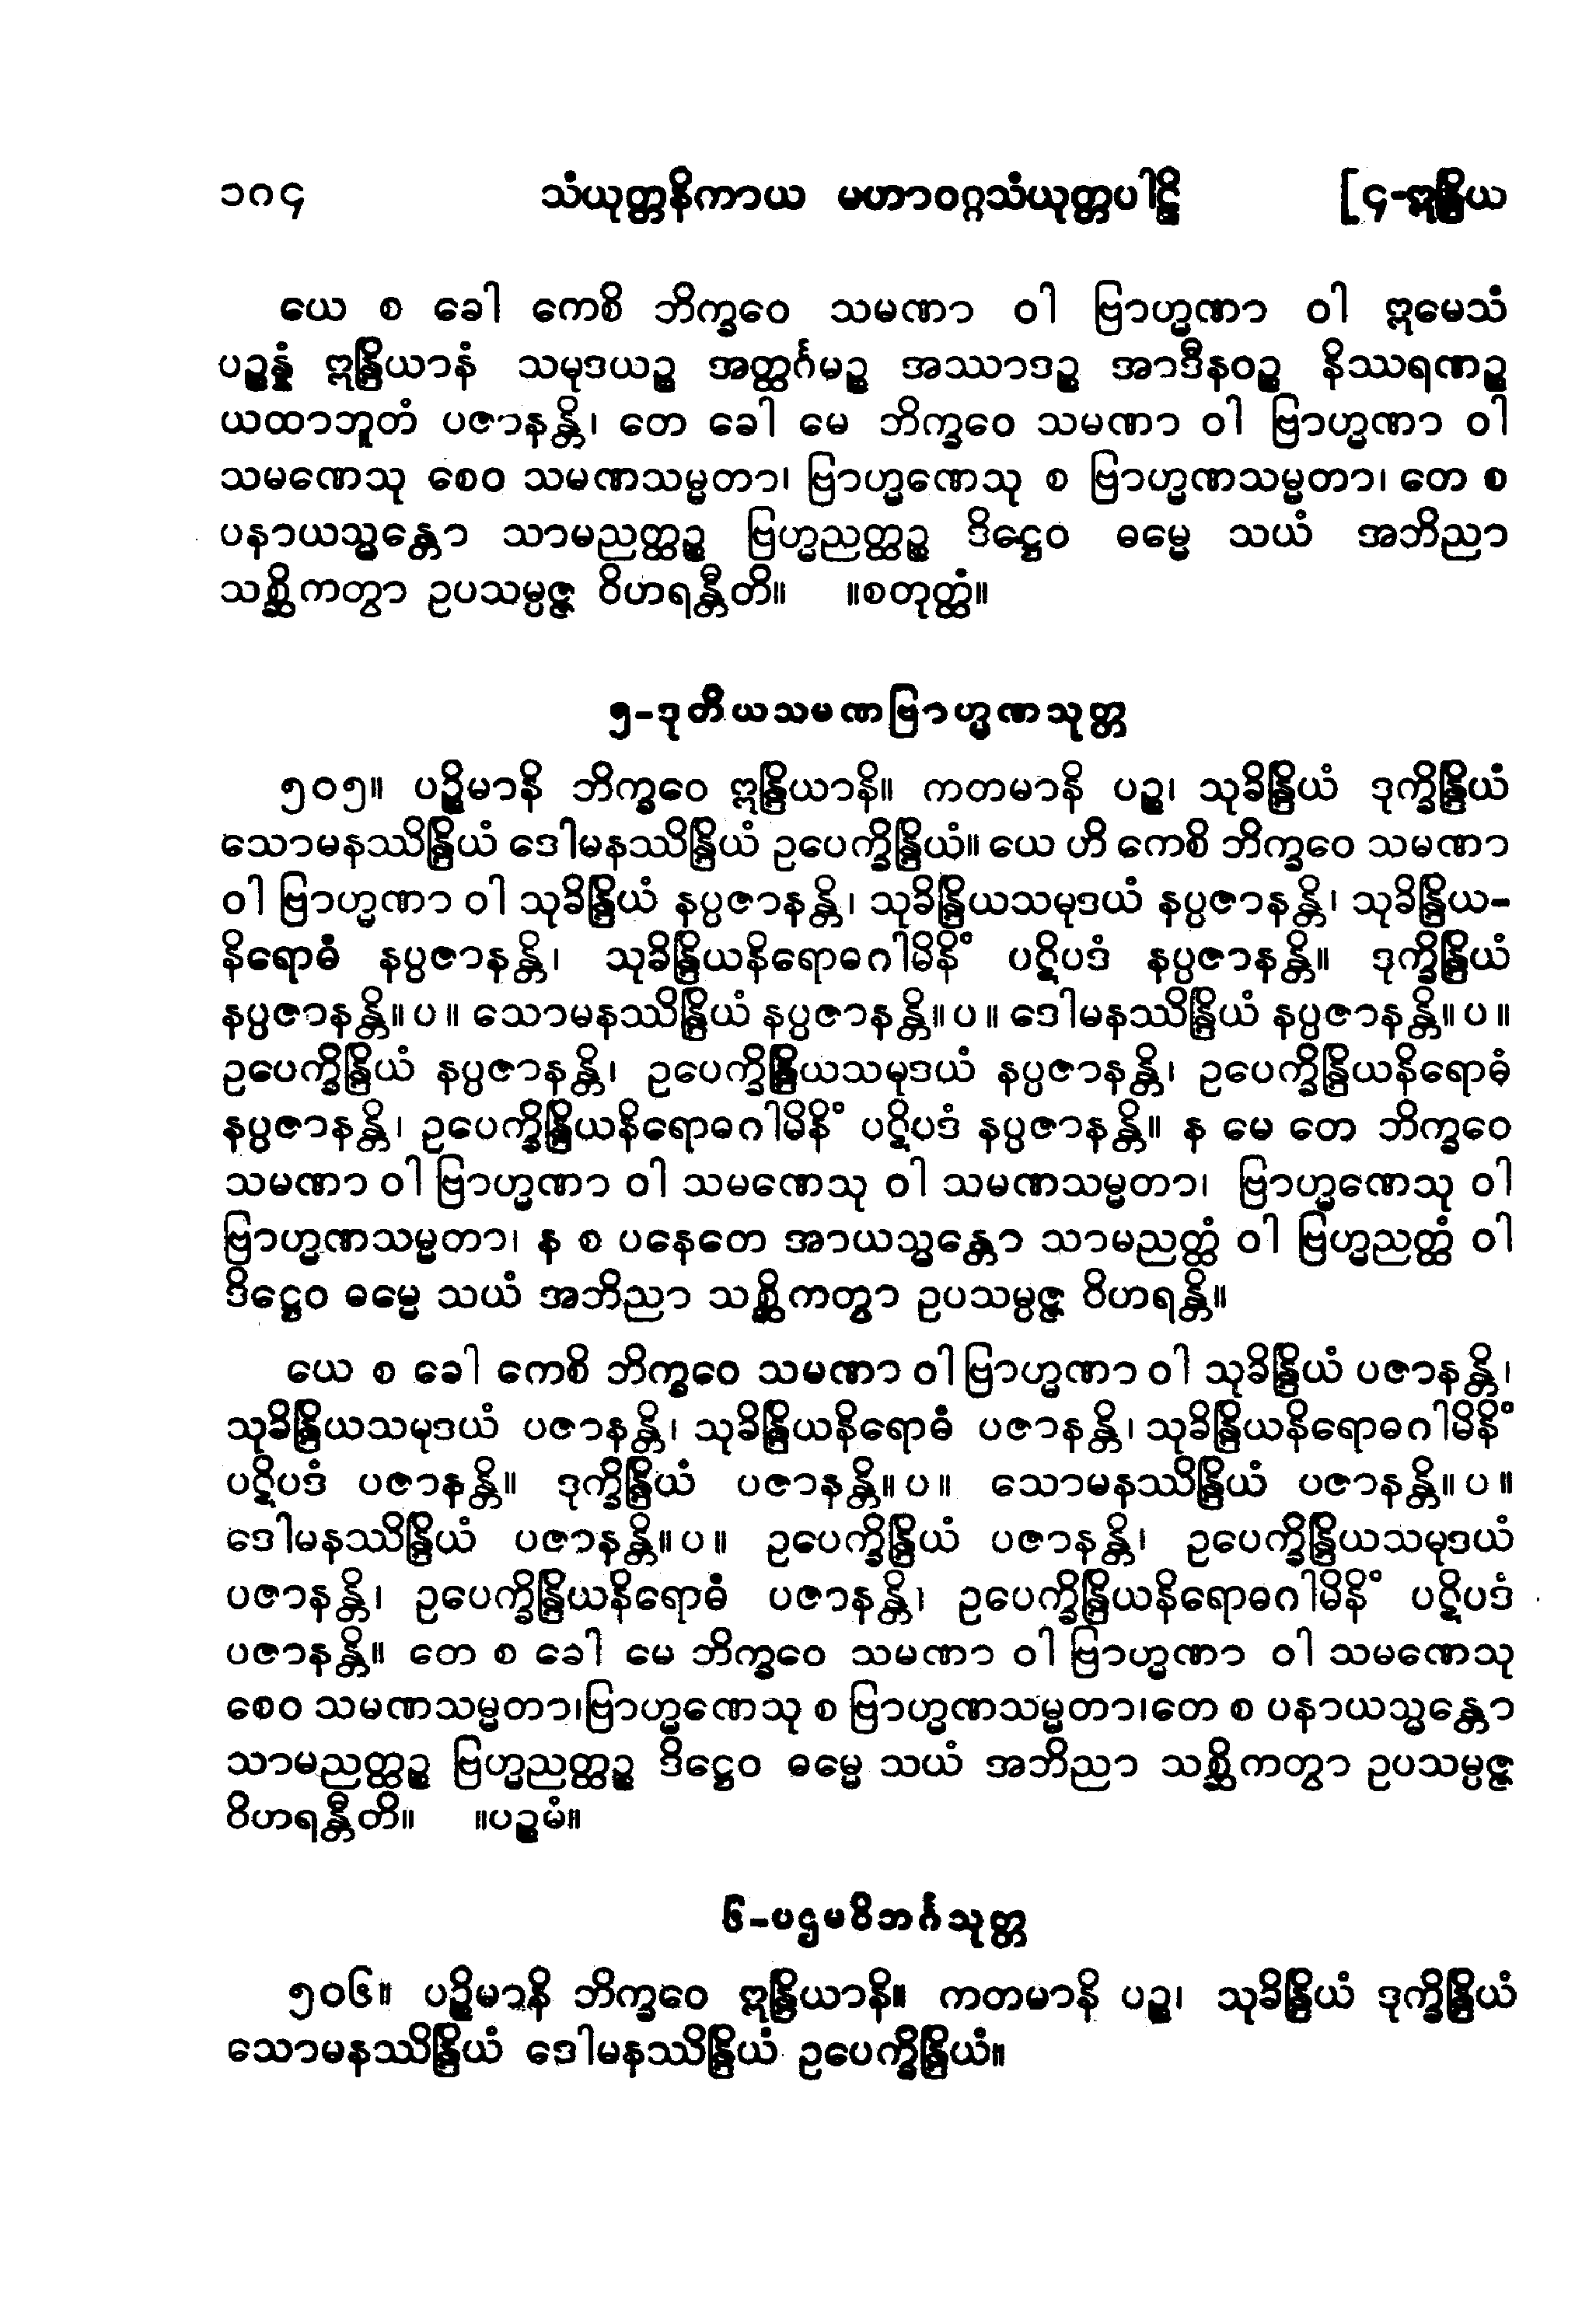 ၁၈၄ သံယုတ္တနိကာယ မဟာဝဂ္ဂသံယုတ္တပါဠိ [၄-ဣန္ဒြိယ
ယေ စ ခေါ ကေစိ ဘိက္ခဝေ သမဏာ ဝါ ဗြာဟ္မဏာ ဝါ ဣမေသံ
ပဉ္စန္နံ ဣန္ဒြိယာနံ သမုဒယဉ္စ အတ္ထင်္ဂမဉ္စ အဿာဒဉ္စ အာဒီနဝဉ္စ နိဿရဏဉ္စ
ယထာဘူတံ ပဇာနန္တိ၊ တေ ခေါ မေ ဘိက္ခဝေ သမဏာ ဝါ ဗြာဟ္မဏာ ဝါ
သမဏေသု စေဝ သမဏသမ္မတာ၊ ဗြာဟ္မဏေသု စ ဗြာဟ္မဏသမ္မတာ၊ တေ စ
ပနာယသ္မန္တော သာမညတ္ထဉ္စ ဗြဟ္မညတ္ထဉ္စ ဒိဋ္ဌေဝ ဓမ္မေ သယံ အဘိညာ
သစ္ဆိကတွာ ဥပသမ္ပဇ္ဇ ဝိဟရန္တီတိ။ ။စတုတ္ထံ။
၅-ဒုတိယသမဏဗြာဟ္မဏသုတ္တ
၅၀၅။ ပဉ္စိမာနိ ဘိက္ခဝေ ဣန္ဒြိယာနိ။ ကတမာနိ ပဉ္စ၊ သုခိန္ဒြိယံ ဒုက္ခိန္ဒြိယံ
သောမနဿိန္ဒြိယံ ဒေါမနဿိန္ဒြိယံ ဥပေက္ခိန္ဒြိယံ။ ယေ ဟိ ကေစိ ဘိက္ခဝေ သမဏာ
ဝါ ဗြာဟ္မဏာ ဝါ သုခိန္ဒြိယံ နပ္ပဇာနန္တိ၊ သုခိန္ဒြိယသမုဒယံ နပ္ပဇာနန္တိ၊ သုခိန္ဒြိယ-
နိရောဓံ နပ္ပဇာနန္တိ၊ သုခိန္ဒြိယနိရောဓဂါမိနိံ ပဋိပဒံ နပ္ပဇာနန္တိ။ ဒုက္ခိန္ဒြိယံ
နပ္ပဇာနန္တိ။ပ။ သောမနဿိန္ဒြိယံ နပ္ပဇာနန္တိ။ပ။ ဒေါမနဿိန္ဒြိယံ နပ္ပဇာနန္တိ။ပ။
ဥပေက္ခိန္ဒြိယံ နပ္ပဇာနန္တိ၊ ဥပေက္ခိန္ဒြိယသမုဒယံ နပ္ပဇာနန္တိ၊ ဥပေက္ခိန္ဒြိယနိရောဓံ
နပ္ပဇာနန္တိ၊ ဥပေက္ခိန္ဒြိယနိရောဓဂါမိနိံ ပဋိပဒံ နပ္ပဇာနန္တိ။ န မေ တေ ဘိက္ခဝေ
သမဏာ ဝါ ဗြာဟ္မဏာ ဝါ သမဏေသု ဝါ သမဏသမ္မတာ၊ ဗြာဟ္မဏေသု ဝါ
ဗြာဟ္မဏသမ္မတာ၊ န စ ပနေတေ အာယသ္မန္တော သာမညတ္ထံ ဝါ ဗြဟ္မညတ္ထံ ဝါ
ဒိဋ္ဌေဝ ဓမ္မေ သယံ အဘိညာ သစ္ဆိကတွာ ဥပသမ္ပဇ္ဇ ဝိဟရန္တိ။
ယေ စ ခေါ ကေစိ ဘိက္ခဝေ သမဏာ ဝါ ဗြာဟ္မဏာ ဝါ သုခိန္ဒြိယံ ပဇာနန္တိ၊
သုခိန္ဒြိယသမုဒယံ ပဇာနန္တိ၊ သုခိန္ဒြိယနိရောဓံ ပဇာနန္တိ၊ သုခိန္ဒြိယနိရောဓဂါမိနိံ
ပဋိပဒံ ပဇာနန္တိ။ ဒုက္ခိန္ဒြိယံ ပဇာနန္တိ။ပ။ သောမနဿိန္ဒြိယံ ပဇာနန္တိ။ပ။
ဒေါမနဿိန္ဒြိယံ ပဇာနန္တိ။ပ။ ဥပေက္ခိန္ဒြိယံ ပဇာနန္တိ၊ ဥပေက္ခိန္ဒြိယသမုဒယံ
ပဇာနန္တိ၊ ဥပေက္ခိန္ဒြိယနိရောဓံ ပဇာနန္တိ၊ ဥပေက္ခိန္ဒြိယနိရောဓဂါမိနိံ ပဋိပဒံ
ပဇာနန္တိ။ တေ စ ခေါ မေ ဘိက္ခဝေ သမဏာ ဝါ ဗြာဟ္မဏာ ဝါ သမဏေသု
စေဝ သမဏသမ္မတာ၊ဗြာဟ္မဏေသု စ ဗြာဟ္မဏသမ္မတာ၊တေ စ ပနာယသ္မန္တော
သာမညတ္ထဉ္စ ဗြဟ္မညတ္ထဉ္စ ဒိဋ္ဌေဝ ဓမ္မေ သယံ အဘိညာ သစ္ဆိကတွာ ဥပသမ္ပဇ္ဇ
ဝိဟရန္တီတိ။ ။ပဉ္စမံ။
၆-ပဌမဝိဘင်္ဂသုတ္တ
၅၀၆။ ပဉ္စိမာနိ ဘိက္ခဝေ ဣန္ဒြိယာနိ။ ကတမာနိ ပဉ္စ၊ သုခိန္ဒြိယံ ဒုက္ခိန္ဒြိယံ
သောမနဿိန္ဒြိယံ ဒေါမနဿိန္ဒြိယံ ဥပေက္ခိန္ဒြိယံ။